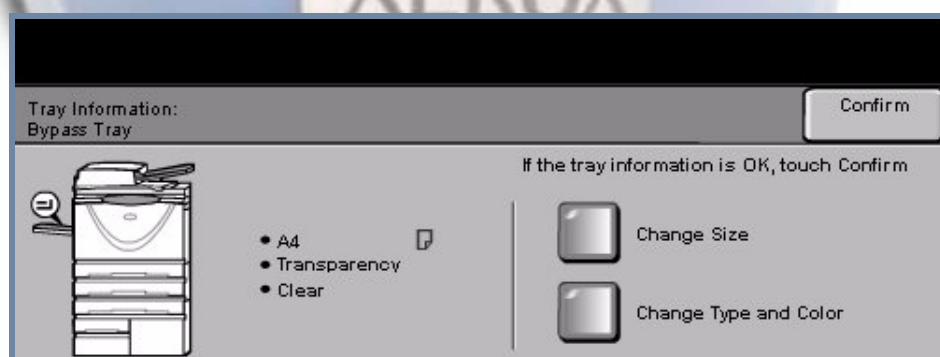 XEROX
Tray Information:
Bypass Tray
Confirm
If the tray information is OK, touch Confirm
• A4
• Transparency
• Clear
Change Size
Change Type and Color